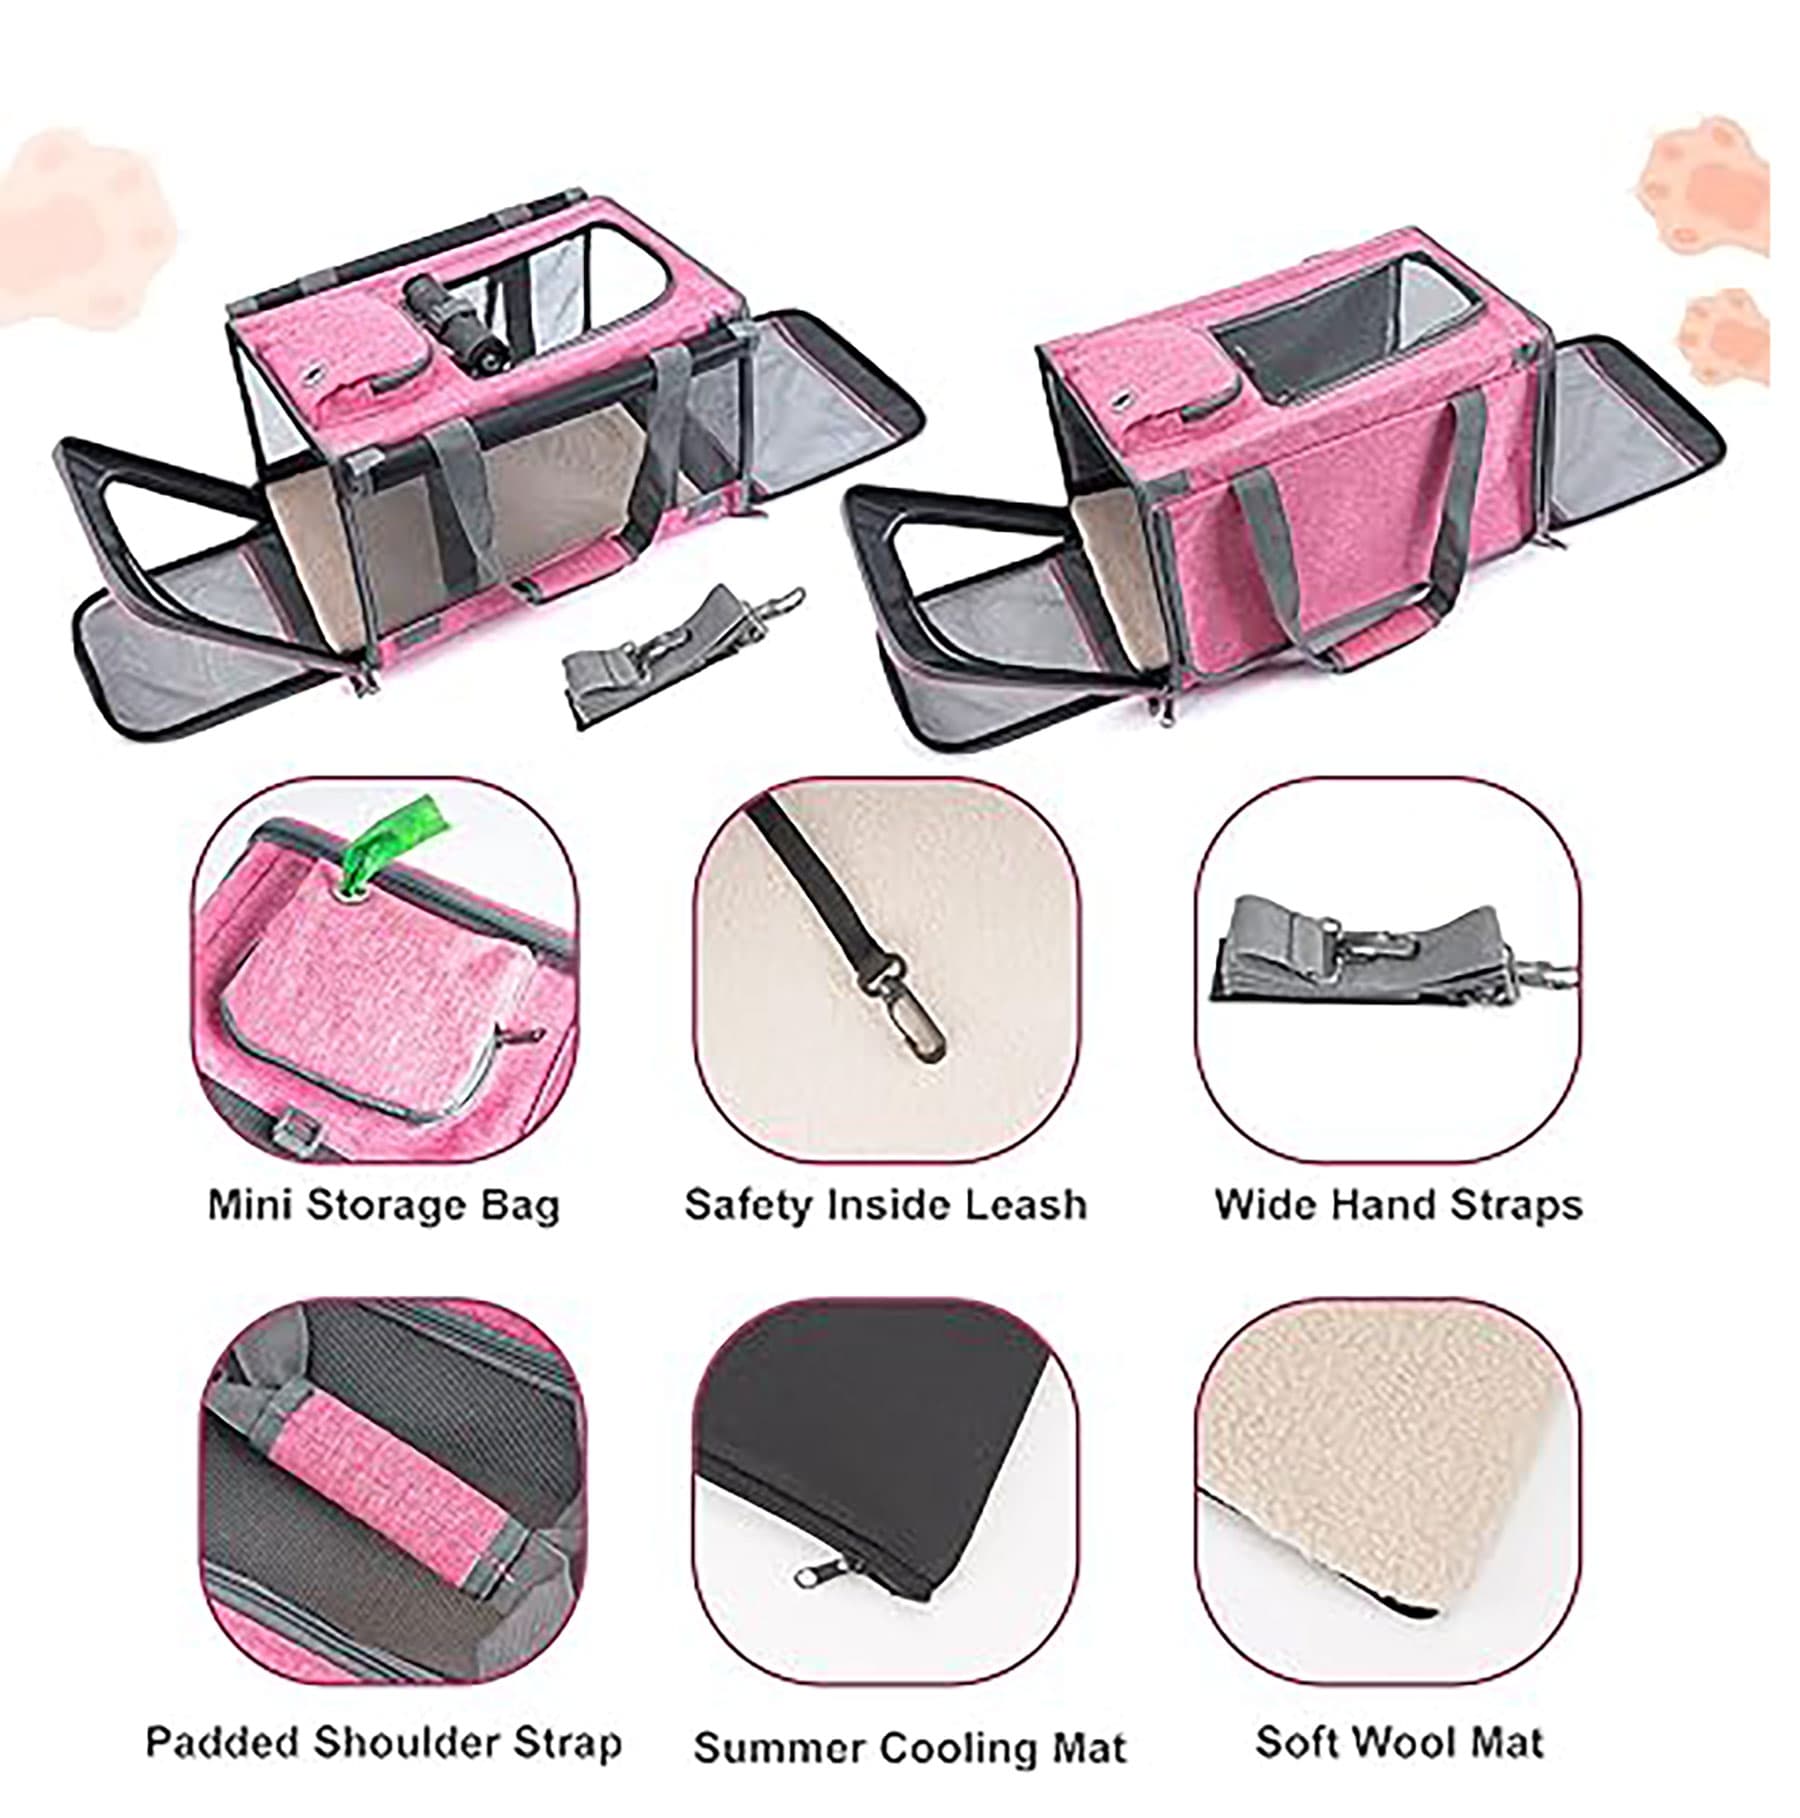 Mini Storage Bag
Safety Inside Leash
Wide Hand Straps
Padded Shoulder Strap
Summer Cooling Mat
Soft Wool Mat